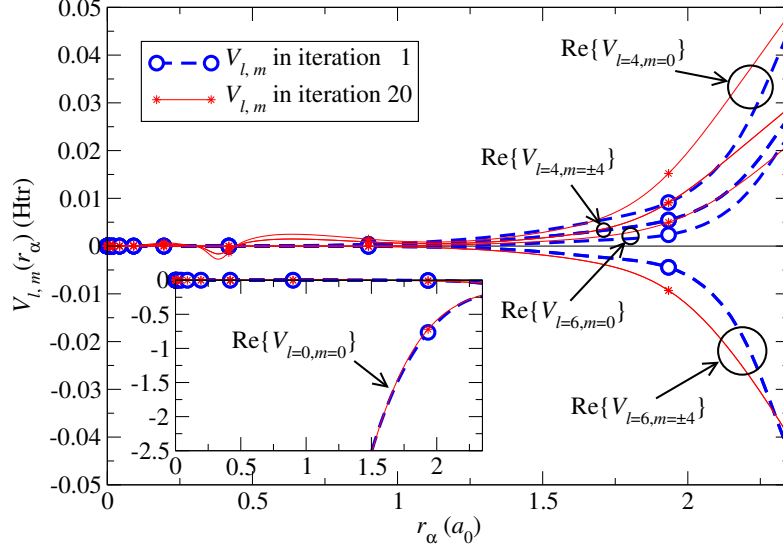 0.05
0.04
0.03
0.02
0.01
0
-0.01
-0.02
-0.03
-0.04
-0.05
V_{l, m}(r_α) (Htr)
V_{l, m} in iteration 1
V_{l, m} in iteration 20
Re{V_{l=4,m=0}}
Re{V_{l=4,m=±4}}
Re{V_{l=6,m=0}}
Re{V_{l=6,m=±4}}
0
-0.5
-1
-1.5
-2
-2.5
Re{V_{l=0,m=0}}
0 0.5 1 1.5 2
0 0.5 1 1.5 2
r_α (a_0)